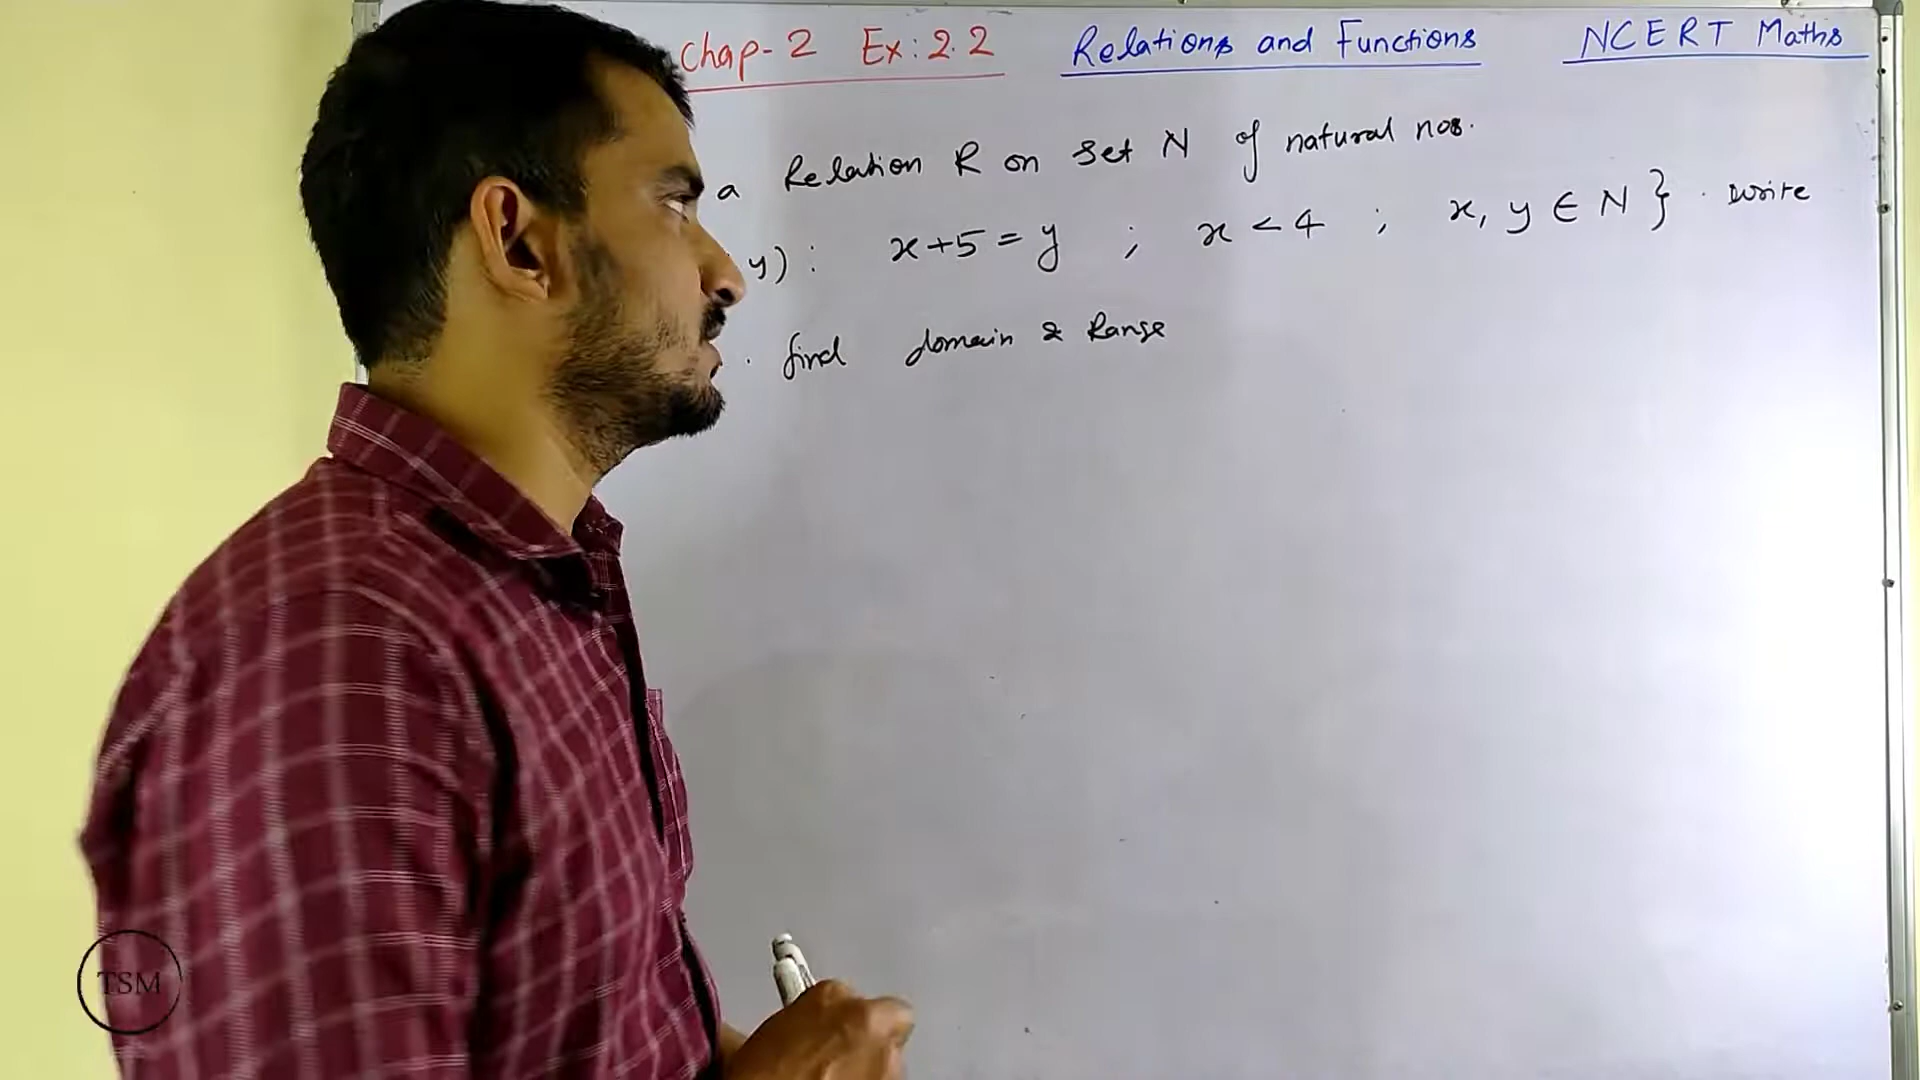 Chap-2 Ex: 2.2 Relations and Functions NCERT Maths
a Relation R on set N of natural nos.
y) : x+5=y ; x<4 ; x, y ∈ N } . write
. find domain & Range
TSM